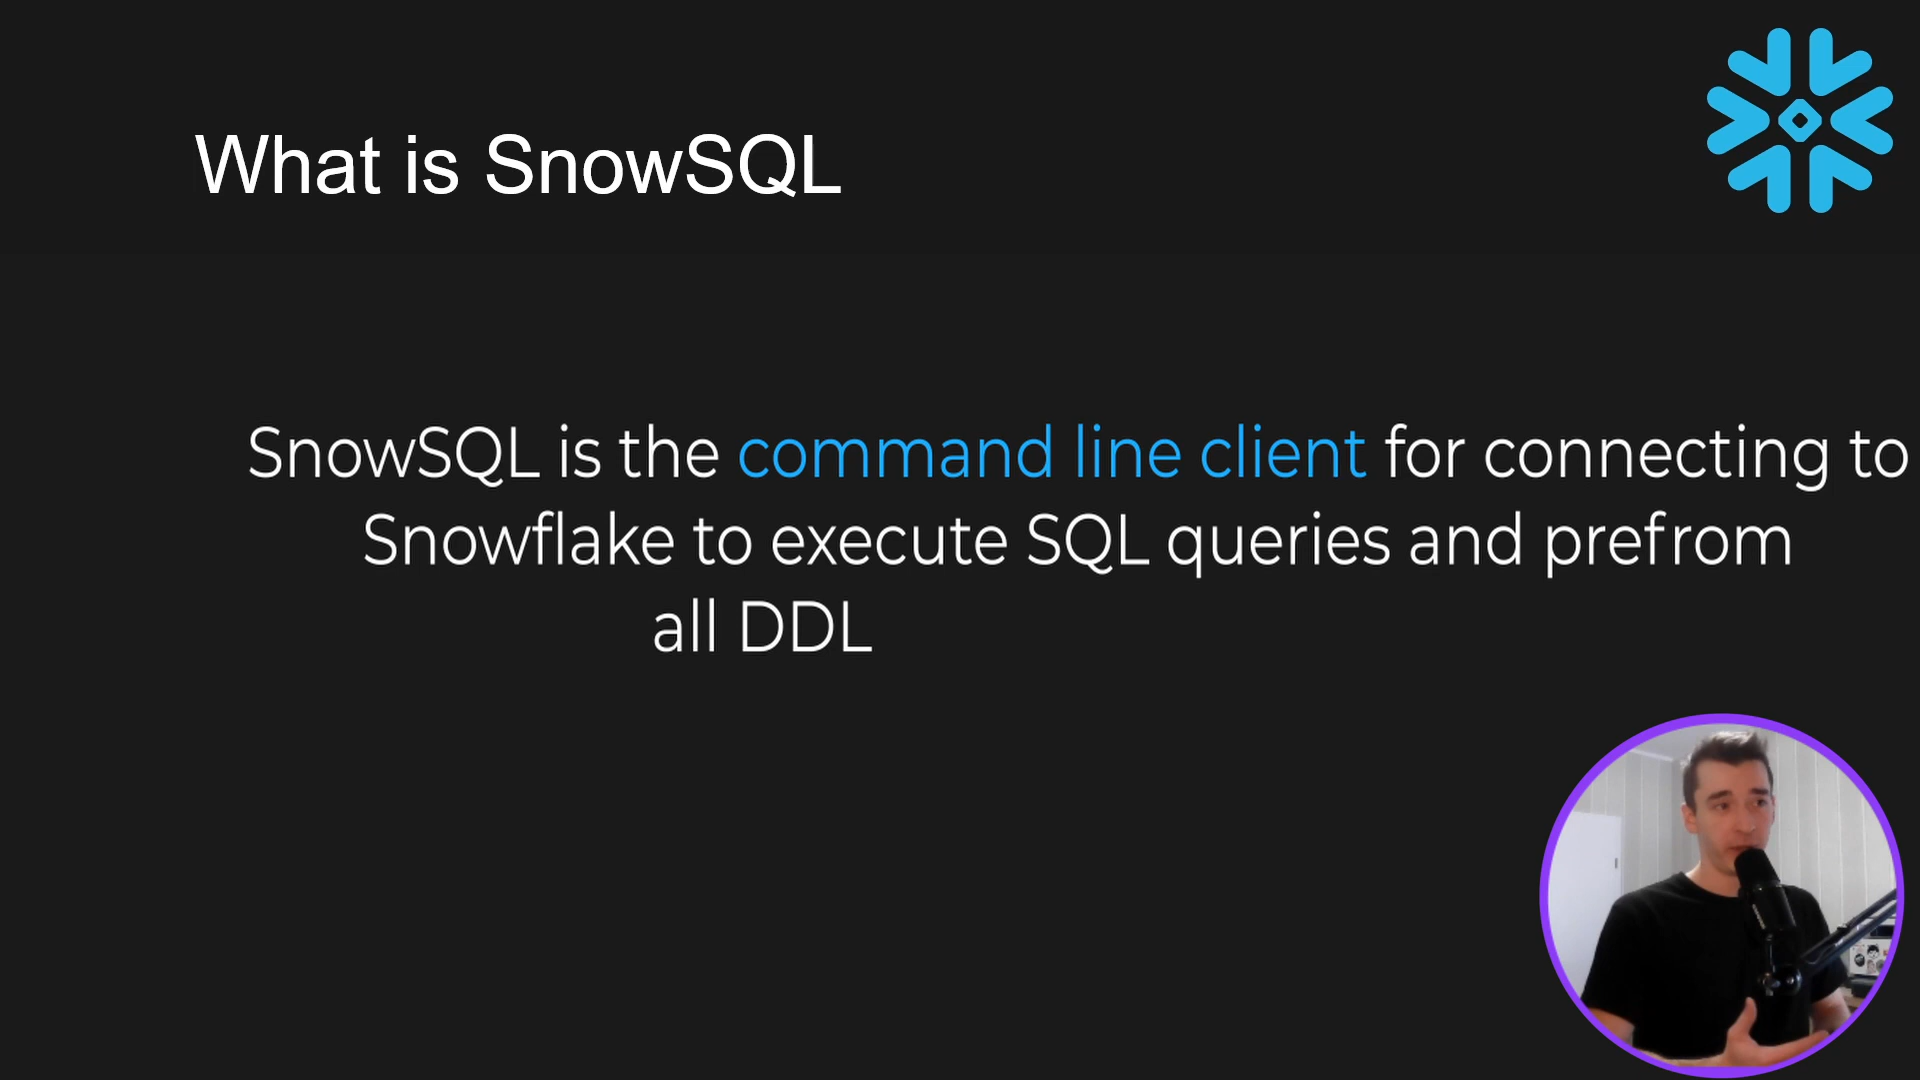 What is SnowSQL
SnowSQL is the command line client for connecting to
Snowflake to execute SQL queries and prefrom
all DDL